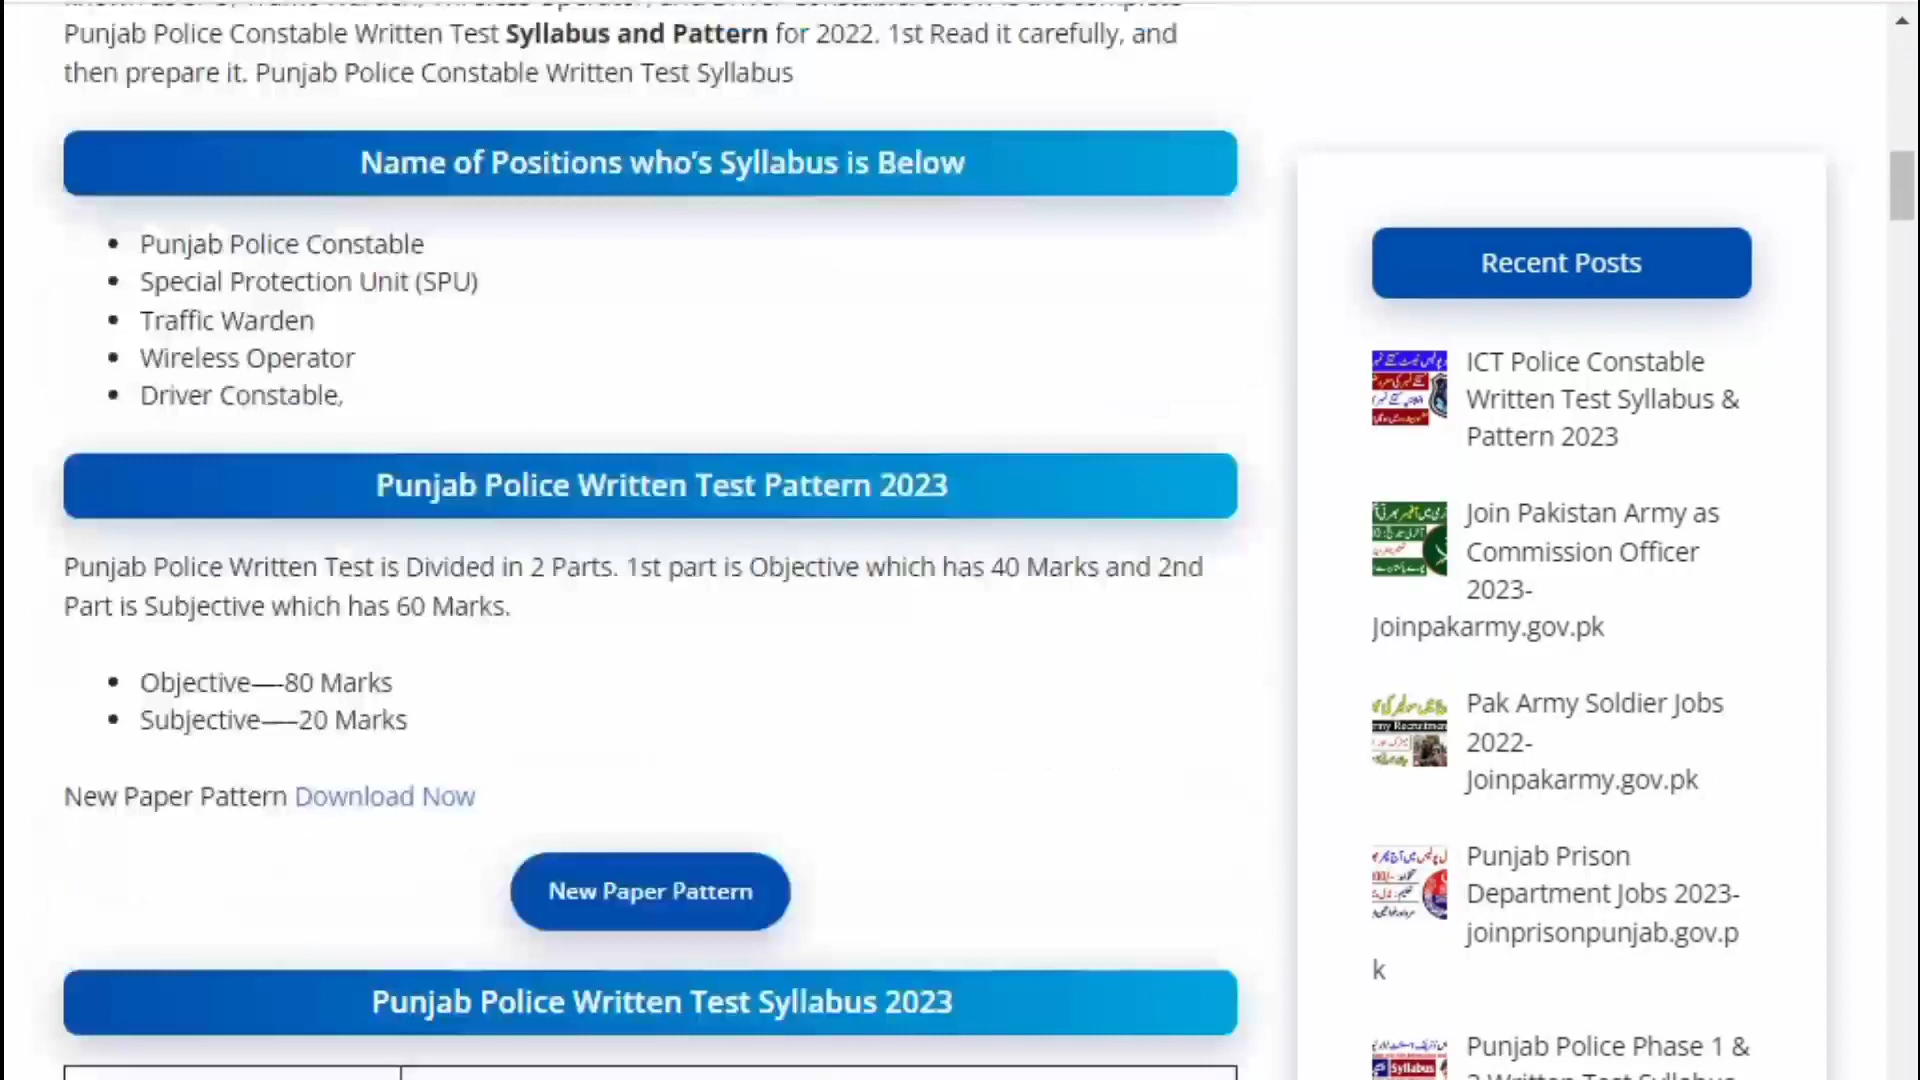 Punjab Police Constable Written Test Syllabus and Pattern for 2022. 1st Read it carefully, and
then prepare it. Punjab Police Constable Written Test Syllabus
Name of Positions who's Syllabus is Below
Punjab Police Constable
Special Protection Unit (SPU)
Traffic Warden
Wireless Operator
Driver Constable,
Punjab Police Written Test Pattern 2023
Punjab Police Written Test is Divided in 2 Parts. 1st part is Objective which has 40 Marks and 2nd
Part is Subjective which has 60 Marks.
Objective—-80 Marks
Subjective—–20 Marks
New Paper Pattern Download Now
New Paper Pattern
Punjab Police Written Test Syllabus 2023
Recent Posts
ICT Police Constable
Written Test Syllabus &
Pattern 2023
Join Pakistan Army as
Commission Officer
2023-
Joinpakarmy.gov.pk
Pak Army Soldier Jobs
2022-
Joinpakarmy.gov.pk
Punjab Prison
Department Jobs 2023-
joinprisonpunjab.gov.p
k
Syllabus
Punjab Police Phase 1 &